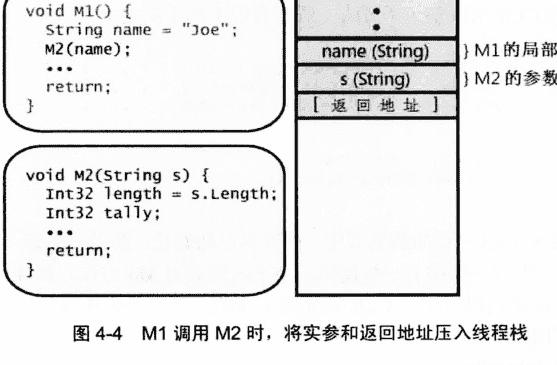 void M1() {
String name = "Joe";
M2(name);
•••
return;
}
name (String)
} M1的局部
s (String)
} M2的参数
[ 返回地址 ]
void M2(String s) {
Int32 length = s.Length;
Int32 tally;
•••
return;
}
图 4-4 M1 调用 M2 时，将实参和返回地址压入线程栈